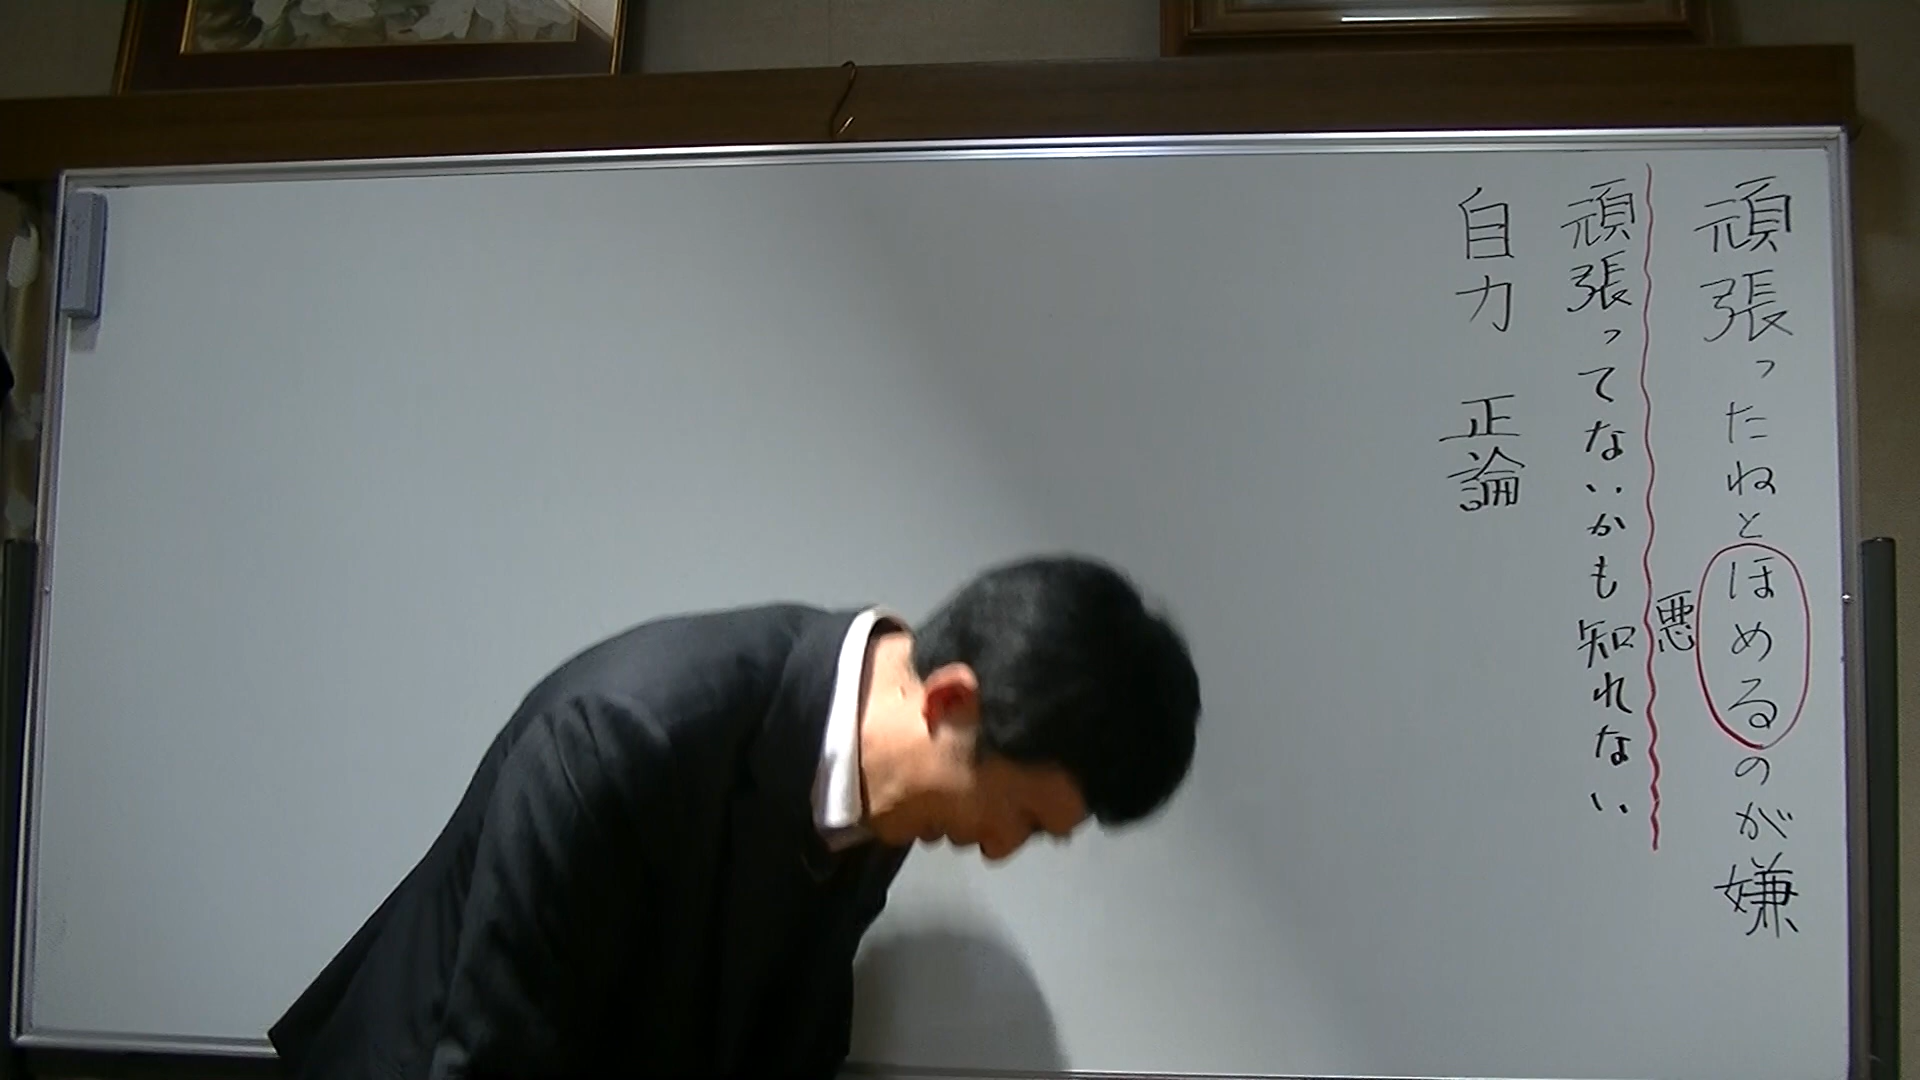 頑張ったねとほめるのが嫌
悪
頑張ってないかも知れない
自力 正論